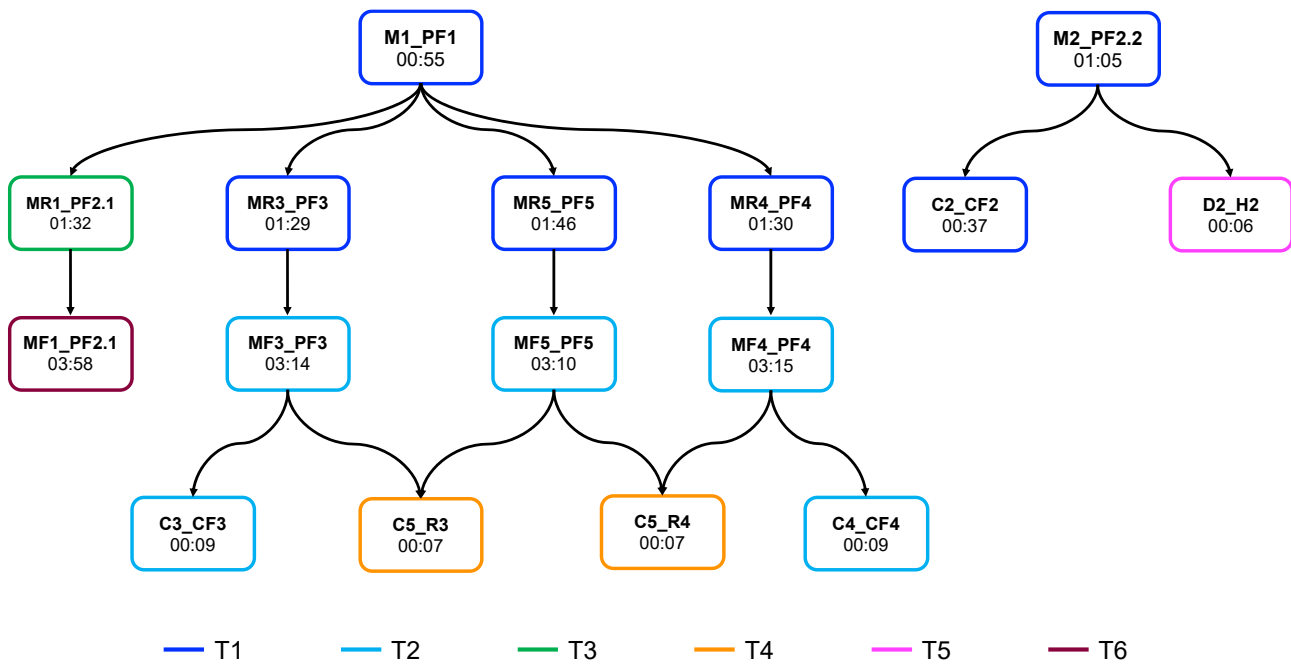 M1_PF1
00:55
M2_PF2.2
01:05
MR1_PF2.1
01:32
MR3_PF3
01:29
MR5_PF5
01:46
MR4_PF4
01:30
C2_CF2
00:37
D2_H2
00:06
MF1_PF2.1
03:58
MF3_PF3
03:14
MF5_PF5
03:10
MF4_PF4
03:15
C3_CF3
00:09
C5_R3
00:07
C5_R4
00:07
C4_CF4
00:09
T1 T2 T3 T4 T5 T6